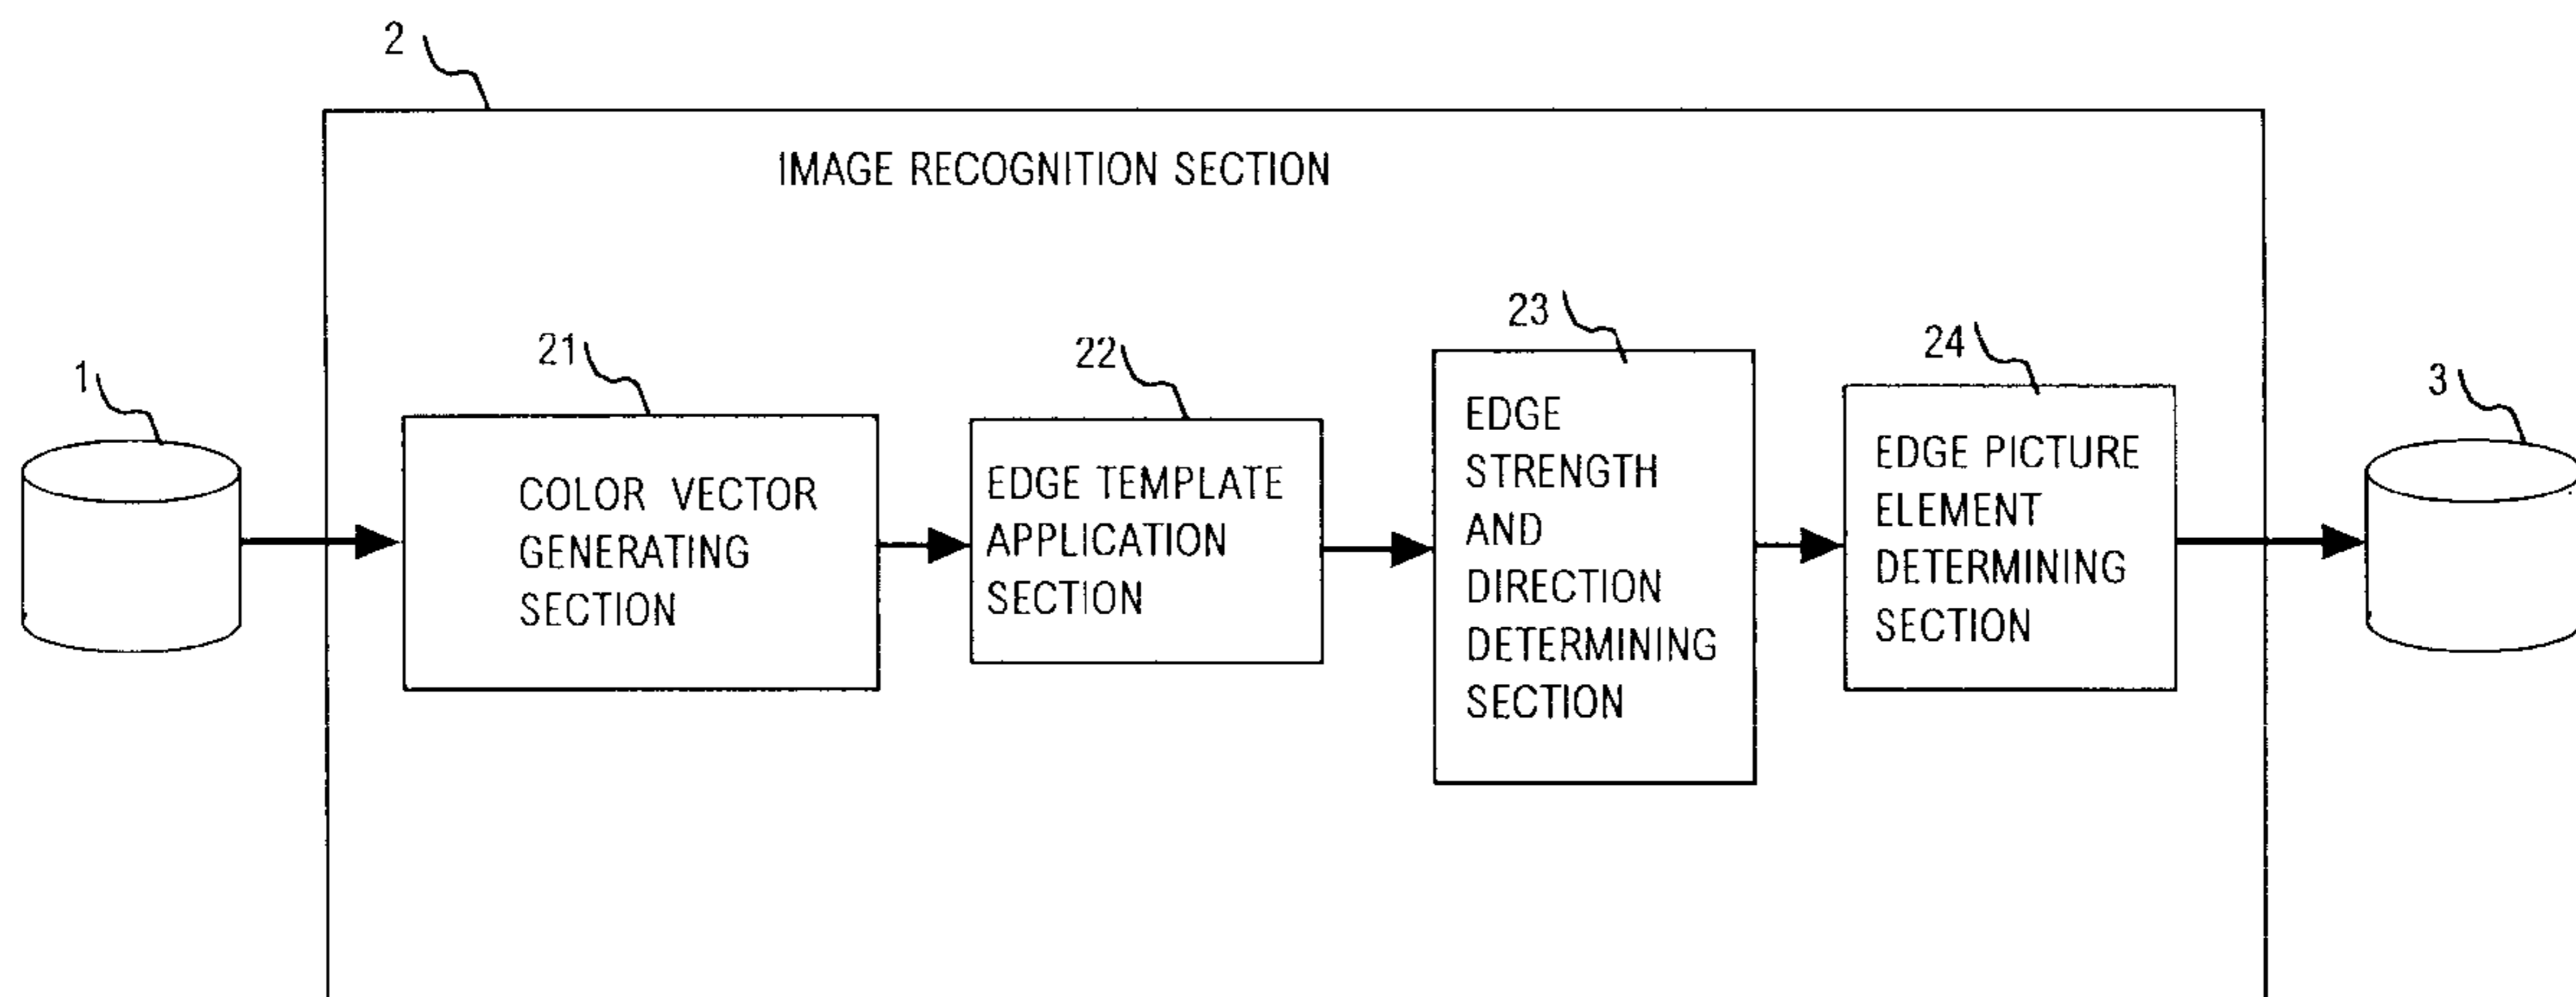 2
IMAGE RECOGNITION SECTION
1
21
COLOR VECTOR
GENERATING
SECTION
22
EDGE TEMPLATE
APPLICATION
SECTION
23
EDGE
STRENGTH
AND
DIRECTION
DETERMINING
SECTION
24
EDGE PICTURE
ELEMENT
DETERMINING
SECTION
3